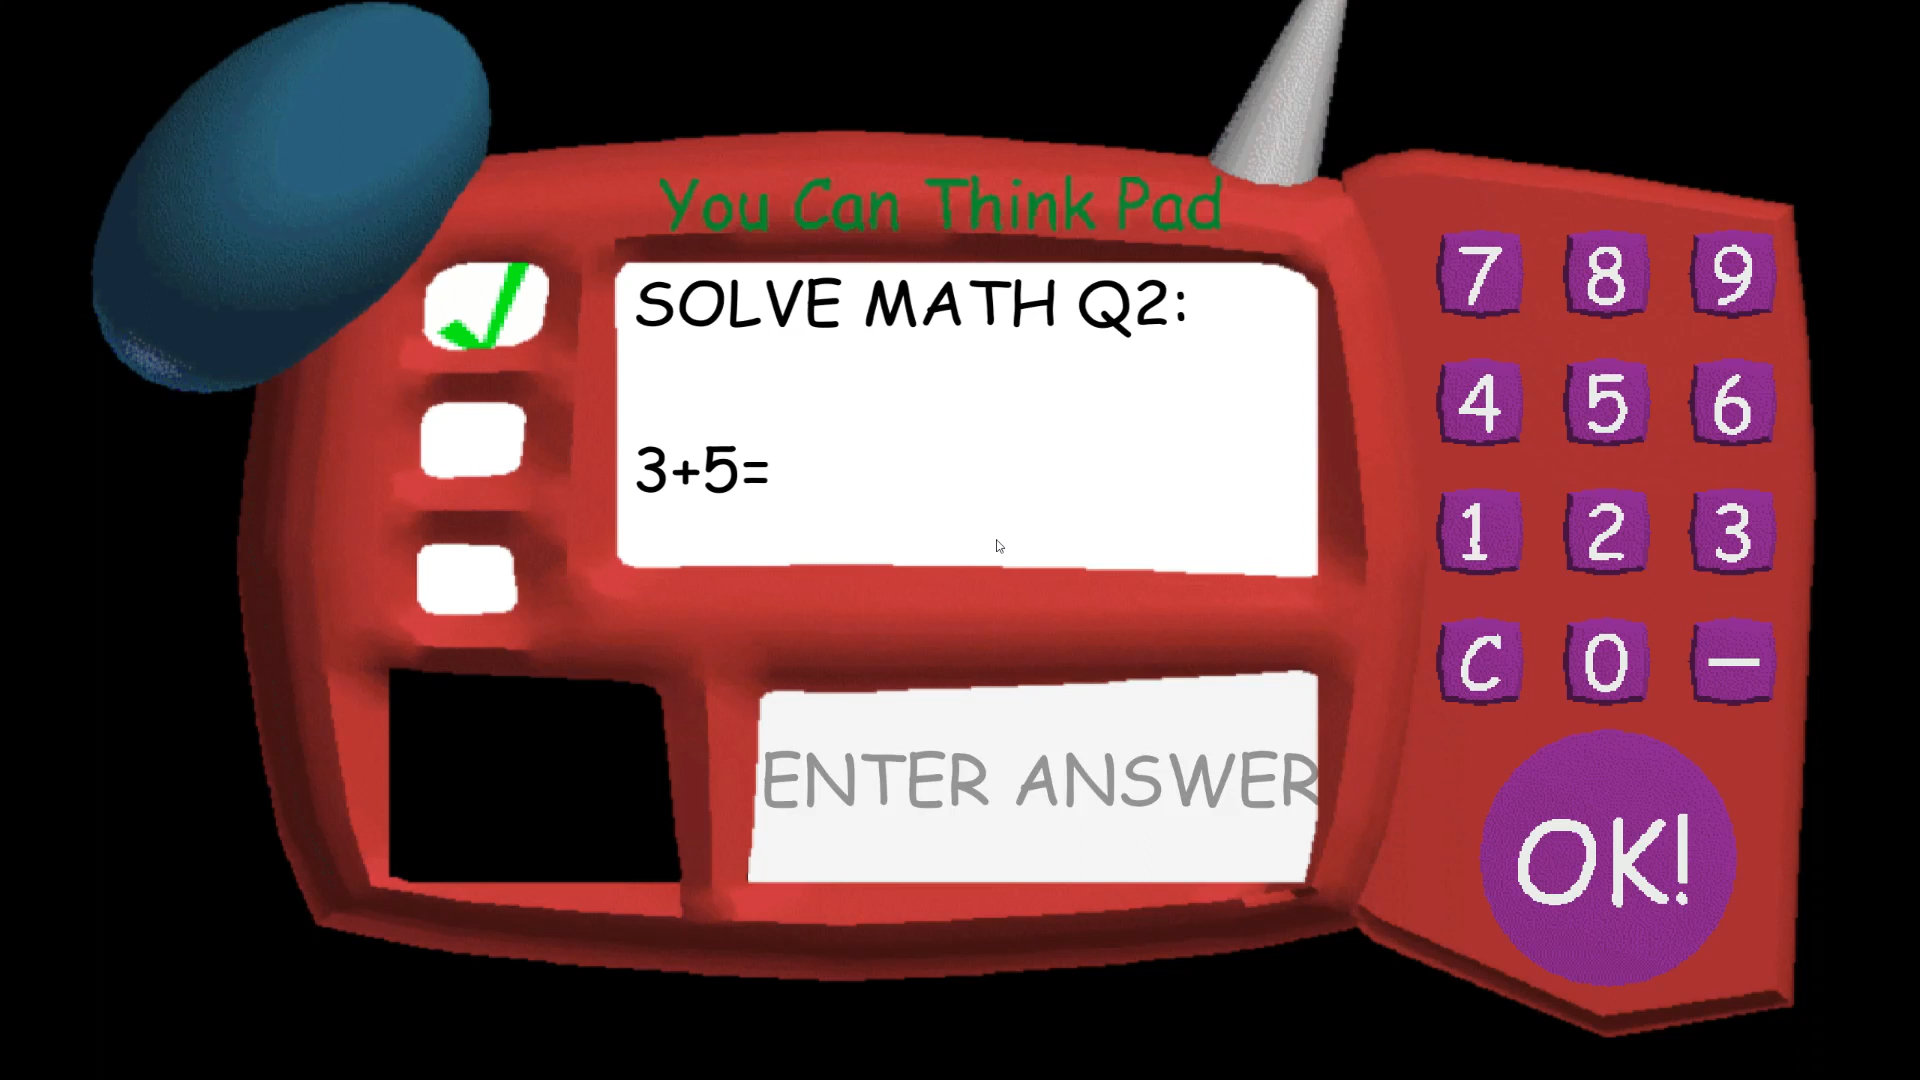 You Can Think Pad
SOLVE MATH Q2:
3+5=
7 8 9
4 5 6
1 2 3
C 0 —
ENTER ANSWER
OK!